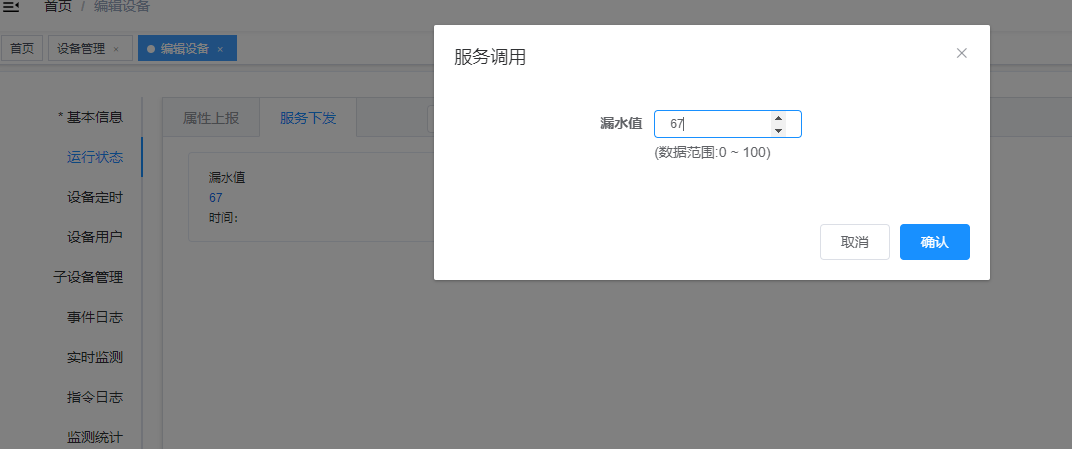 首页 / 编辑设备
首页 设备管理 × 编辑设备 ×
* 基本信息
运行状态
设备定时
设备用户
子设备管理
事件日志
实时监测
指令日志
监测统计
属性上报 服务下发
漏水值
67
时间:
服务调用
漏水值 67
(数据范围:0 ~ 100)
取消 确认